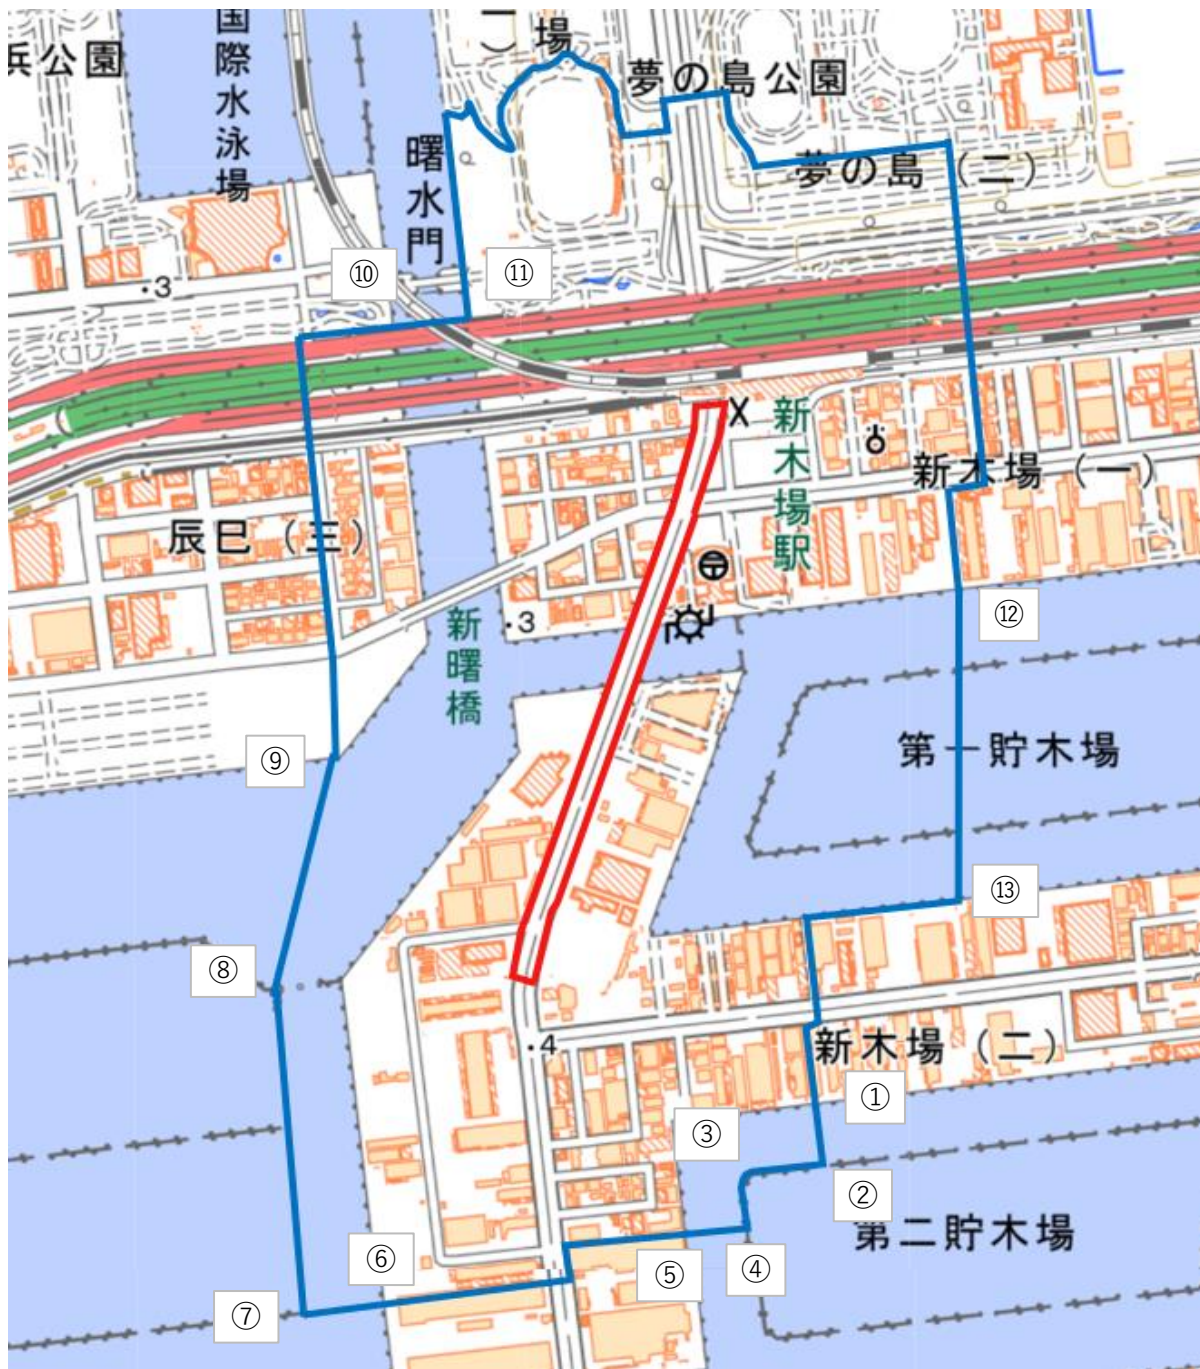 国際水泳場
浜公園
場
夢の島公園
曙水門
夢の島(二)
⑩
⑪
・3
新木場駅
新木場(一)
辰巳(三)
・3
新曙橋
⑫
⑨
第一貯木場
⑬
⑧
・4
新木場(二)
①
③
②
第二貯木場
⑥
⑤
④
⑦